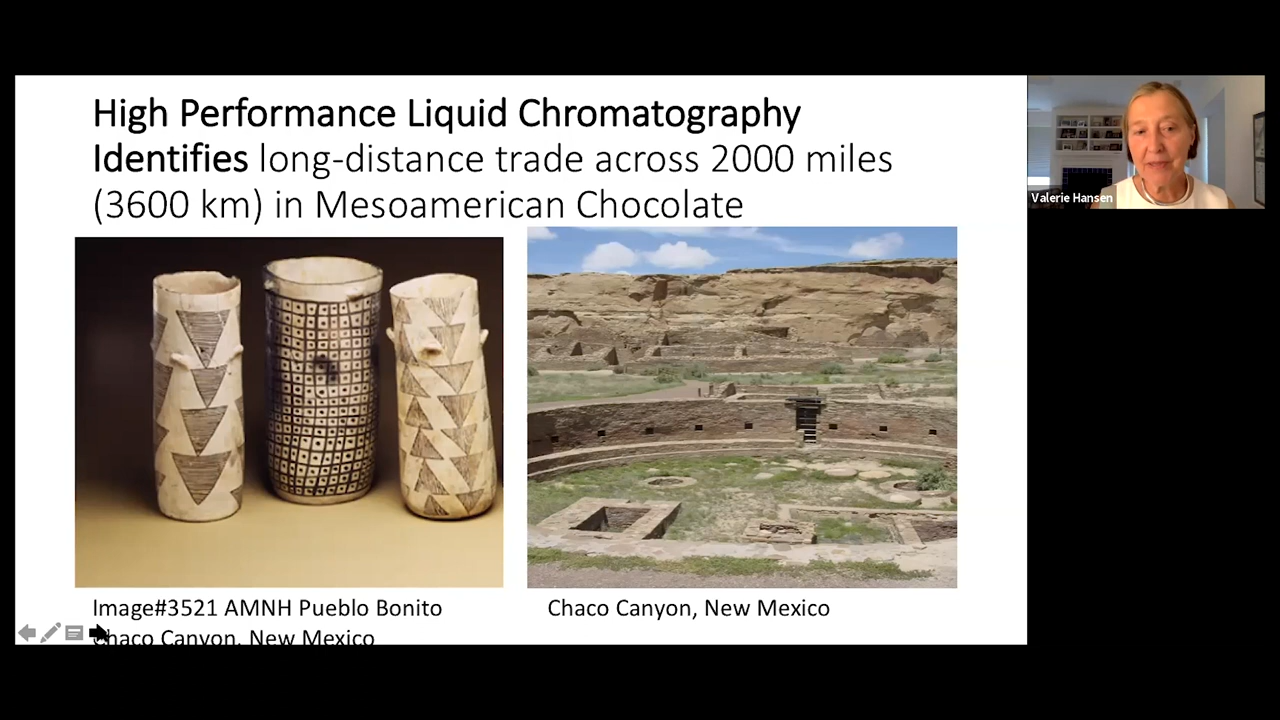 High Performance Liquid Chromatography
Identifies long-distance trade across 2000 miles
(3600 km) in Mesoamerican Chocolate
Valerie Hansen
Image#3521 AMNH Pueblo Bonito
Chaco Canyon, New Mexico
Chaco Canyon, New Mexico